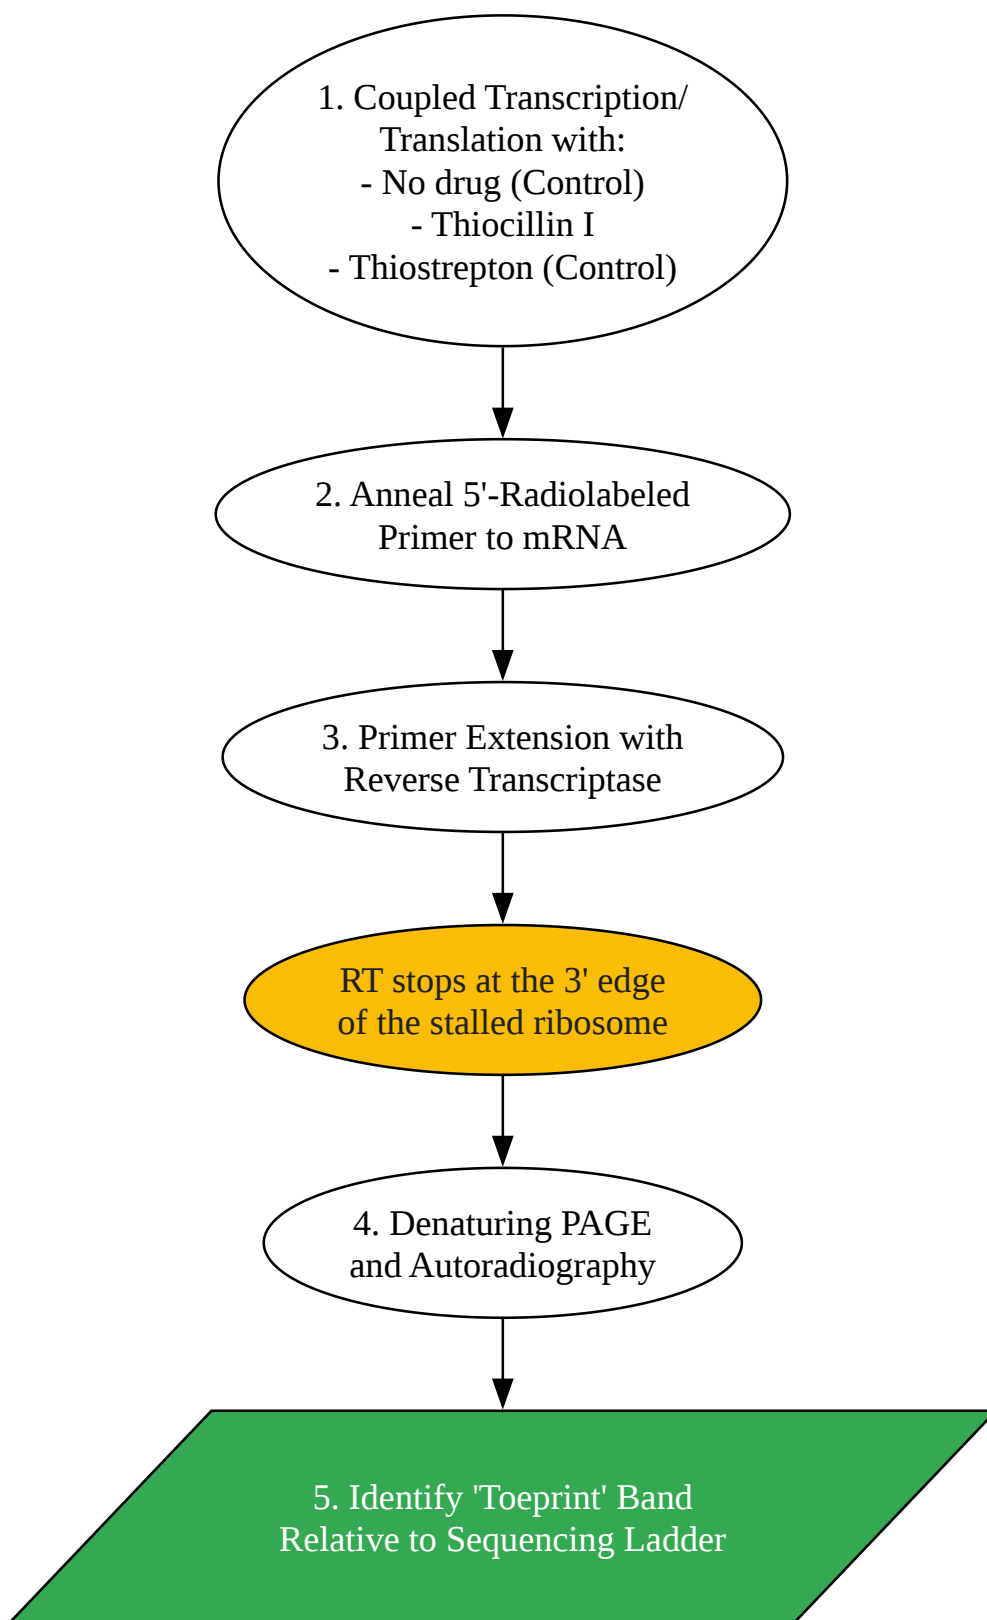 1. Coupled Transcription/
Translation with:
- No drug (Control)
- Thiocillin I
- Thiostrepton (Control)
2. Anneal 5'-Radiolabeled
Primer to mRNA
3. Primer Extension with
Reverse Transcriptase
RT stops at the 3' edge
of the stalled ribosome
4. Denaturing PAGE
and Autoradiography
5. Identify 'Toeprint' Band
Relative to Sequencing Ladder